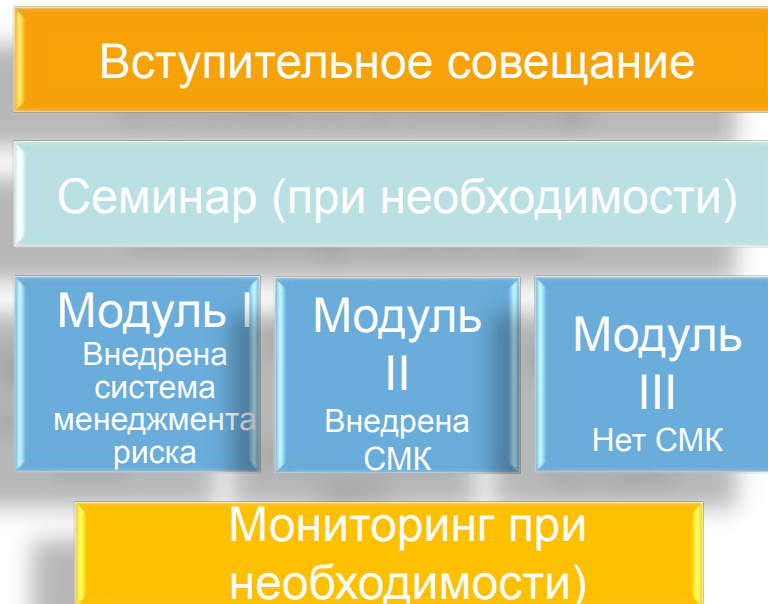 Вступительное совещание
Семинар (при необходимости)
Модуль I
Внедрена
система
менеджмента
риска
Модуль
II
Внедрена
СМК
Модуль
III
Нет СМК
Мониторинг при
необходимости)